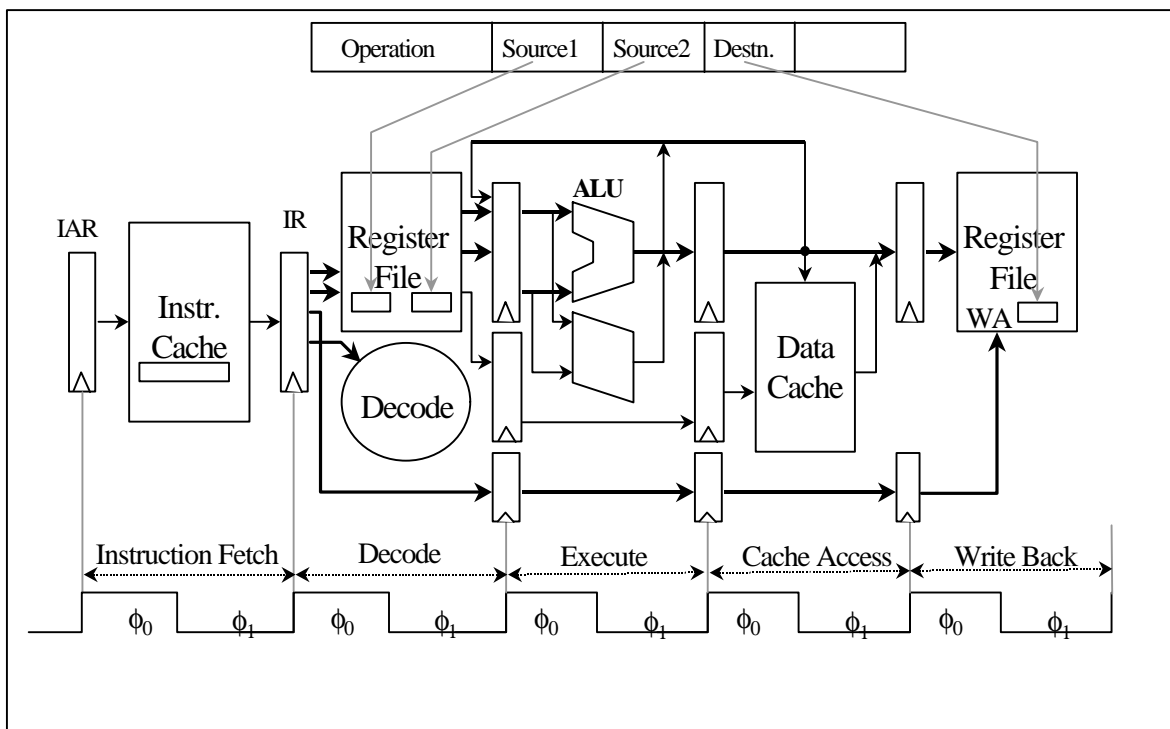 Operation Source1 Source2 Destn.
ALU
IAR
IR
Register
File
Register
File
WA
Instr.
Cache
Data
Cache
Decode
Instruction Fetch Decode Execute Cache Access Write Back
ϕ0 ϕ1 ϕ0 ϕ1 ϕ0 ϕ1 ϕ0 ϕ1 ϕ0 ϕ1